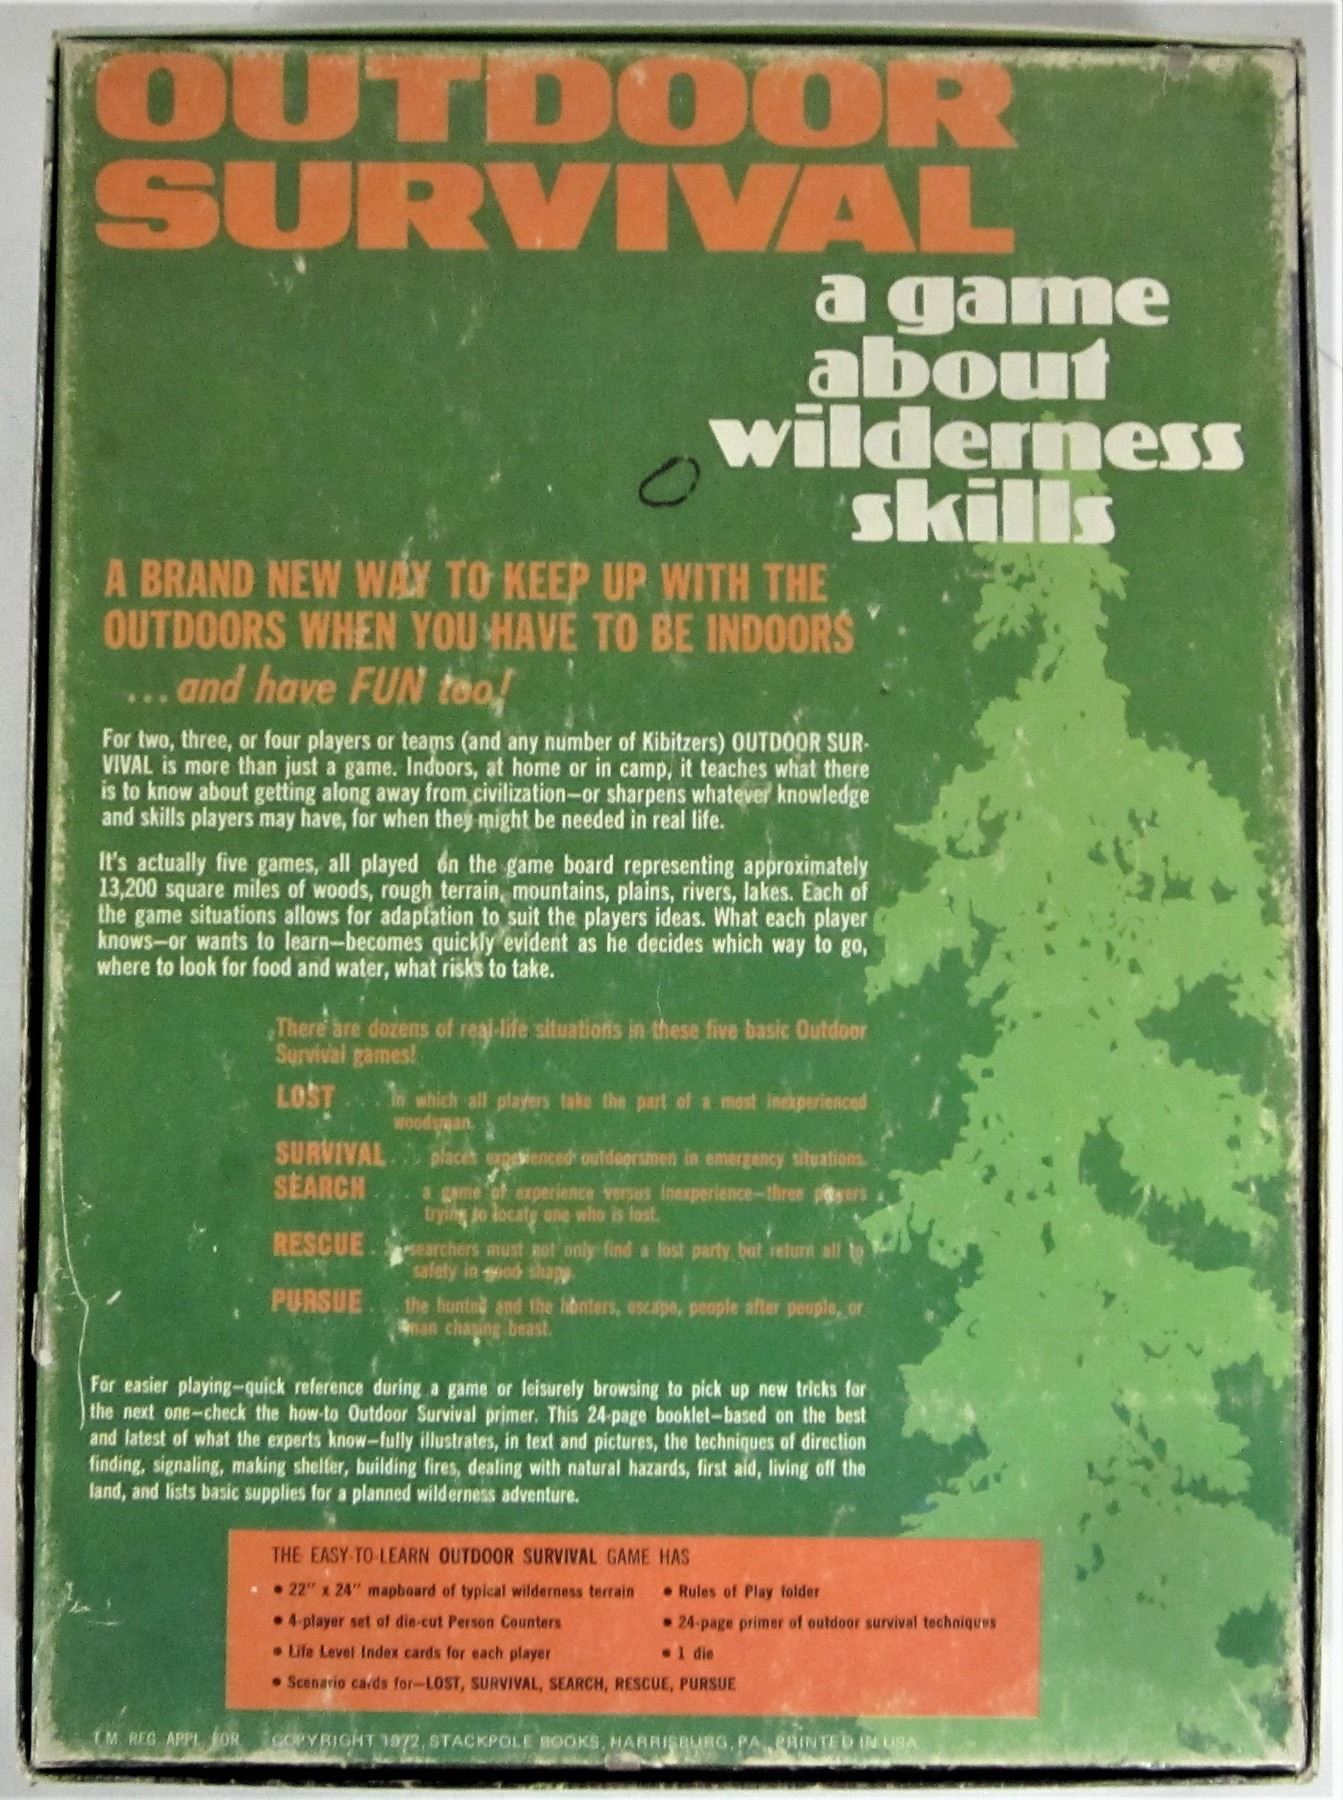 OUTDOOR
SURVIVAL
a game
about
wilderness
skills
A BRAND NEW WAY TO KEEP UP WITH THE
OUTDOORS WHEN YOU HAVE TO BE INDOORS
...and have FUN too!
For two, three, or four players or teams (and any number of Kibitzers) OUTDOOR SUR-
VIVAL is more than just a game. Indoors, at home or in camp, it teaches what there
is to know about getting along away from civilization—or sharpens whatever knowledge
and skills players may have, for when they might be needed in real life.
It's actually five games, all played on the game board representing approximately
13,200 square miles of woods, rough terrain, mountains, plains, rivers, lakes. Each of
the game situations allows for adaptation to suit the players ideas. What each player
knows—or wants to learn—becomes quickly evident as he decides which way to go,
where to look for food and water, what risks to take.
There are dozens of real-life situations in these five basic Outdoor
Survival games!
LOST .... in which all players take the part of a most inexperienced
woodsman.
SURVIVAL... places experienced outdoorsmen in emergency situations.
SEARCH ... a game of experience versus inexperience—three players
trying to locate one who is lost.
RESCUE ... searchers must not only find a lost party but return all to
safety in good shape.
PURSUE ... the hunted and the hunters, escape, people after people, or
man chasing beast.
For easier playing—quick reference during a game or leisurely browsing to pick up new tricks for
the next one—check the how-to Outdoor Survival primer. This 24-page booklet—based on the best
and latest of what the experts know—fully illustrates, in text and pictures, the techniques of direction
finding, signaling, making shelter, building fires, dealing with natural hazards, first aid, living off the
land, and lists basic supplies for a planned wilderness adventure.
THE EASY-TO-LEARN OUTDOOR SURVIVAL GAME HAS
• 22" x 24" mapboard of typical wilderness terrain
• 4-player set of die-cut Person Counters
• Life Level Index cards for each player
• Scenario cards for—LOST, SURVIVAL, SEARCH, RESCUE, PURSUE
• Rules of Play folder
• 24-page primer of outdoor survival techniques
• 1 die
T.M. REG. APPL. FOR. COPYRIGHT 1972, STACKPOLE BOOKS, HARRISBURG, PA., PRINTED IN USA